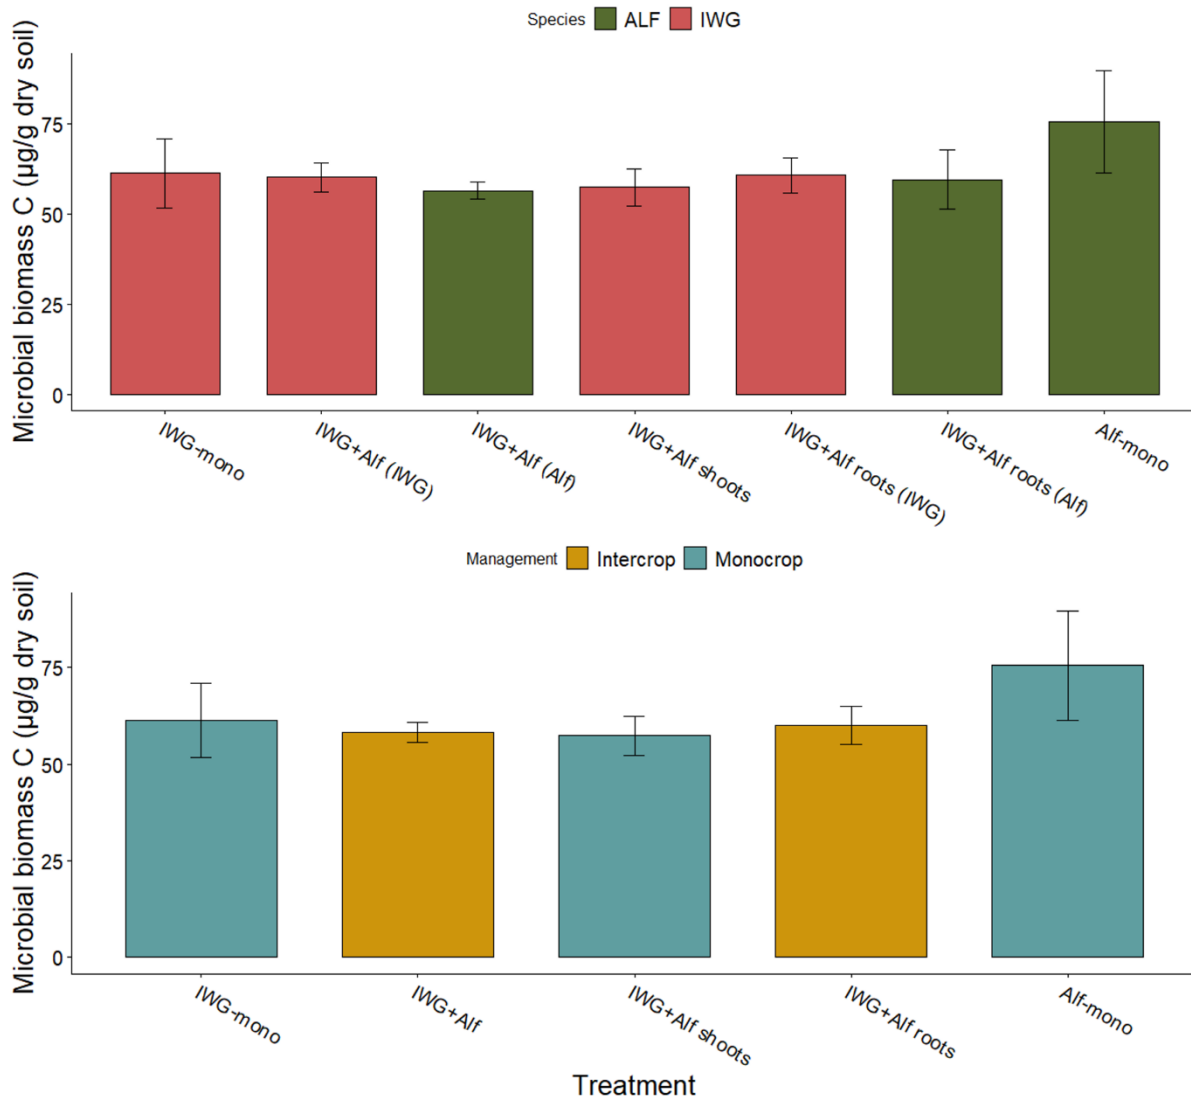 Species ALF IWG
Microbial biomass C (µg/g dry soil)
75
50
25
0
IWG-mono
IWG+Alf (IWG)
IWG+Alf (Alf)
IWG+Alf shoots
IWG+Alf roots (IWG)
IWG+Alf roots (Alf)
Alf-mono
Management Intercrop Monocrop
Microbial biomass C (µg/g dry soil)
75
50
25
0
IWG-mono
IWG+Alf
IWG+Alf shoots
IWG+Alf roots
Alf-mono
Treatment